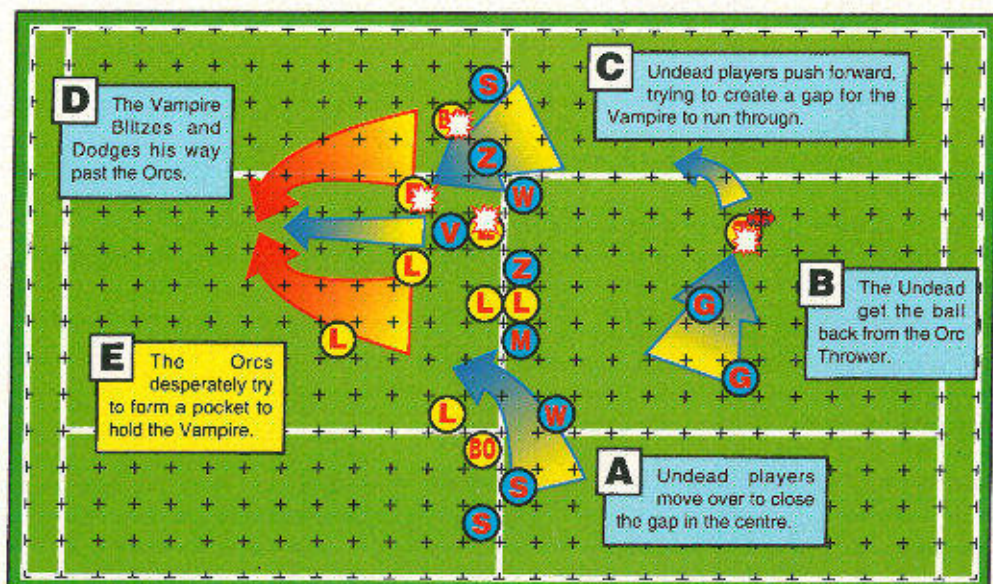 D
The Vampire
Blitzes and
Dodges his way
past the Orcs.
C
Undead players push forward,
trying to create a gap for the
Vampire to run through.
S
Z
W
V
L
Z
L
L
L
M
G
G
B
The Undead
get the ball
back from the Orc
Thrower.
E
The Orcs
desperately try
to form a pocket to
hold the Vampire.
L
W
BO
S
S
A
Undead players
move over to close
the gap in the centre.